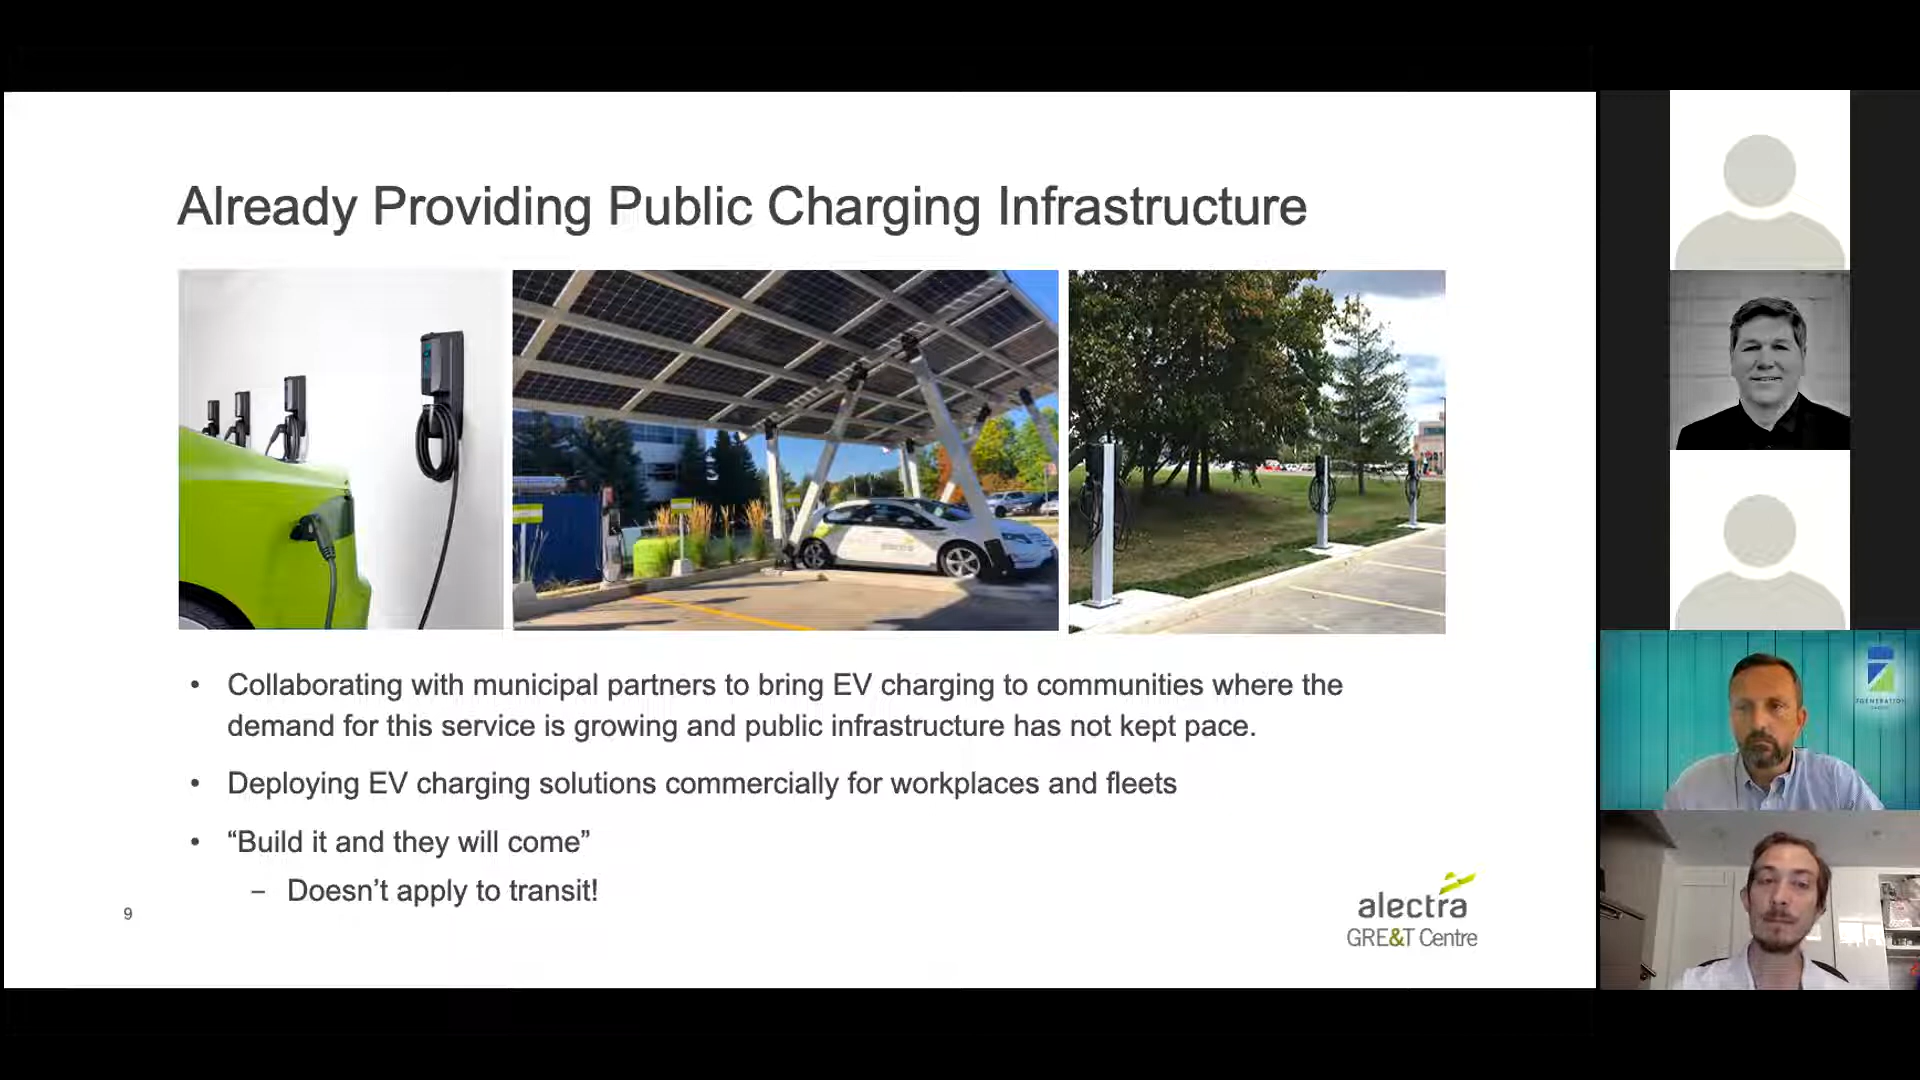 Already Providing Public Charging Infrastructure
alectra
• Collaborating with municipal partners to bring EV charging to communities where the
demand for this service is growing and public infrastructure has not kept pace.
• Deploying EV charging solutions commercially for workplaces and fleets
• “Build it and they will come”
– Doesn’t apply to transit!
9
alectra
GRE&T Centre